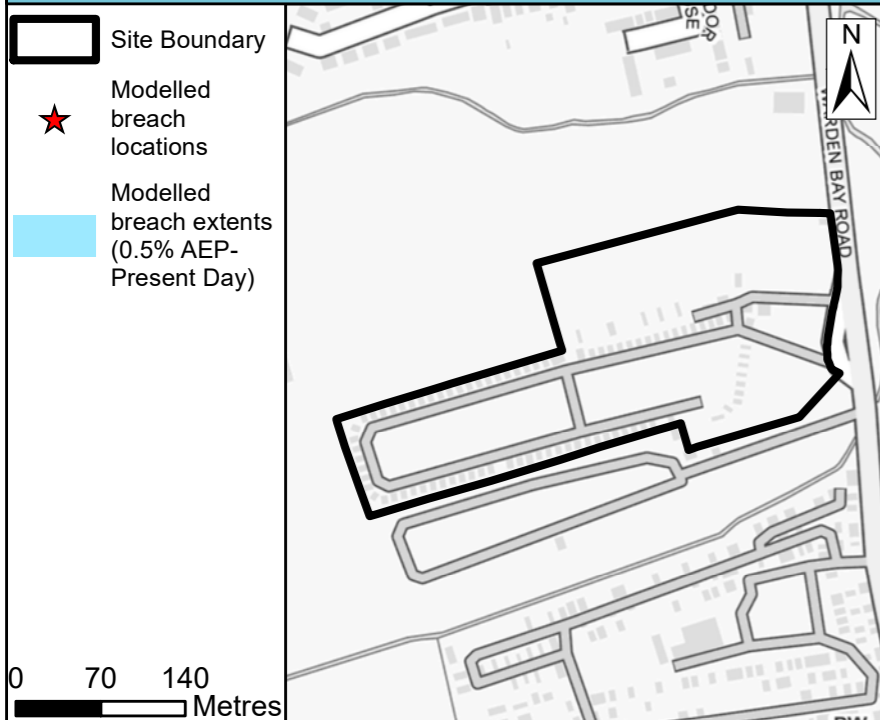 Site Boundary
Modelled
breach
locations
Modelled
breach extents
(0.5% AEP-
Present Day)
0 70 140
Metres
N
WARDEN BAY ROAD